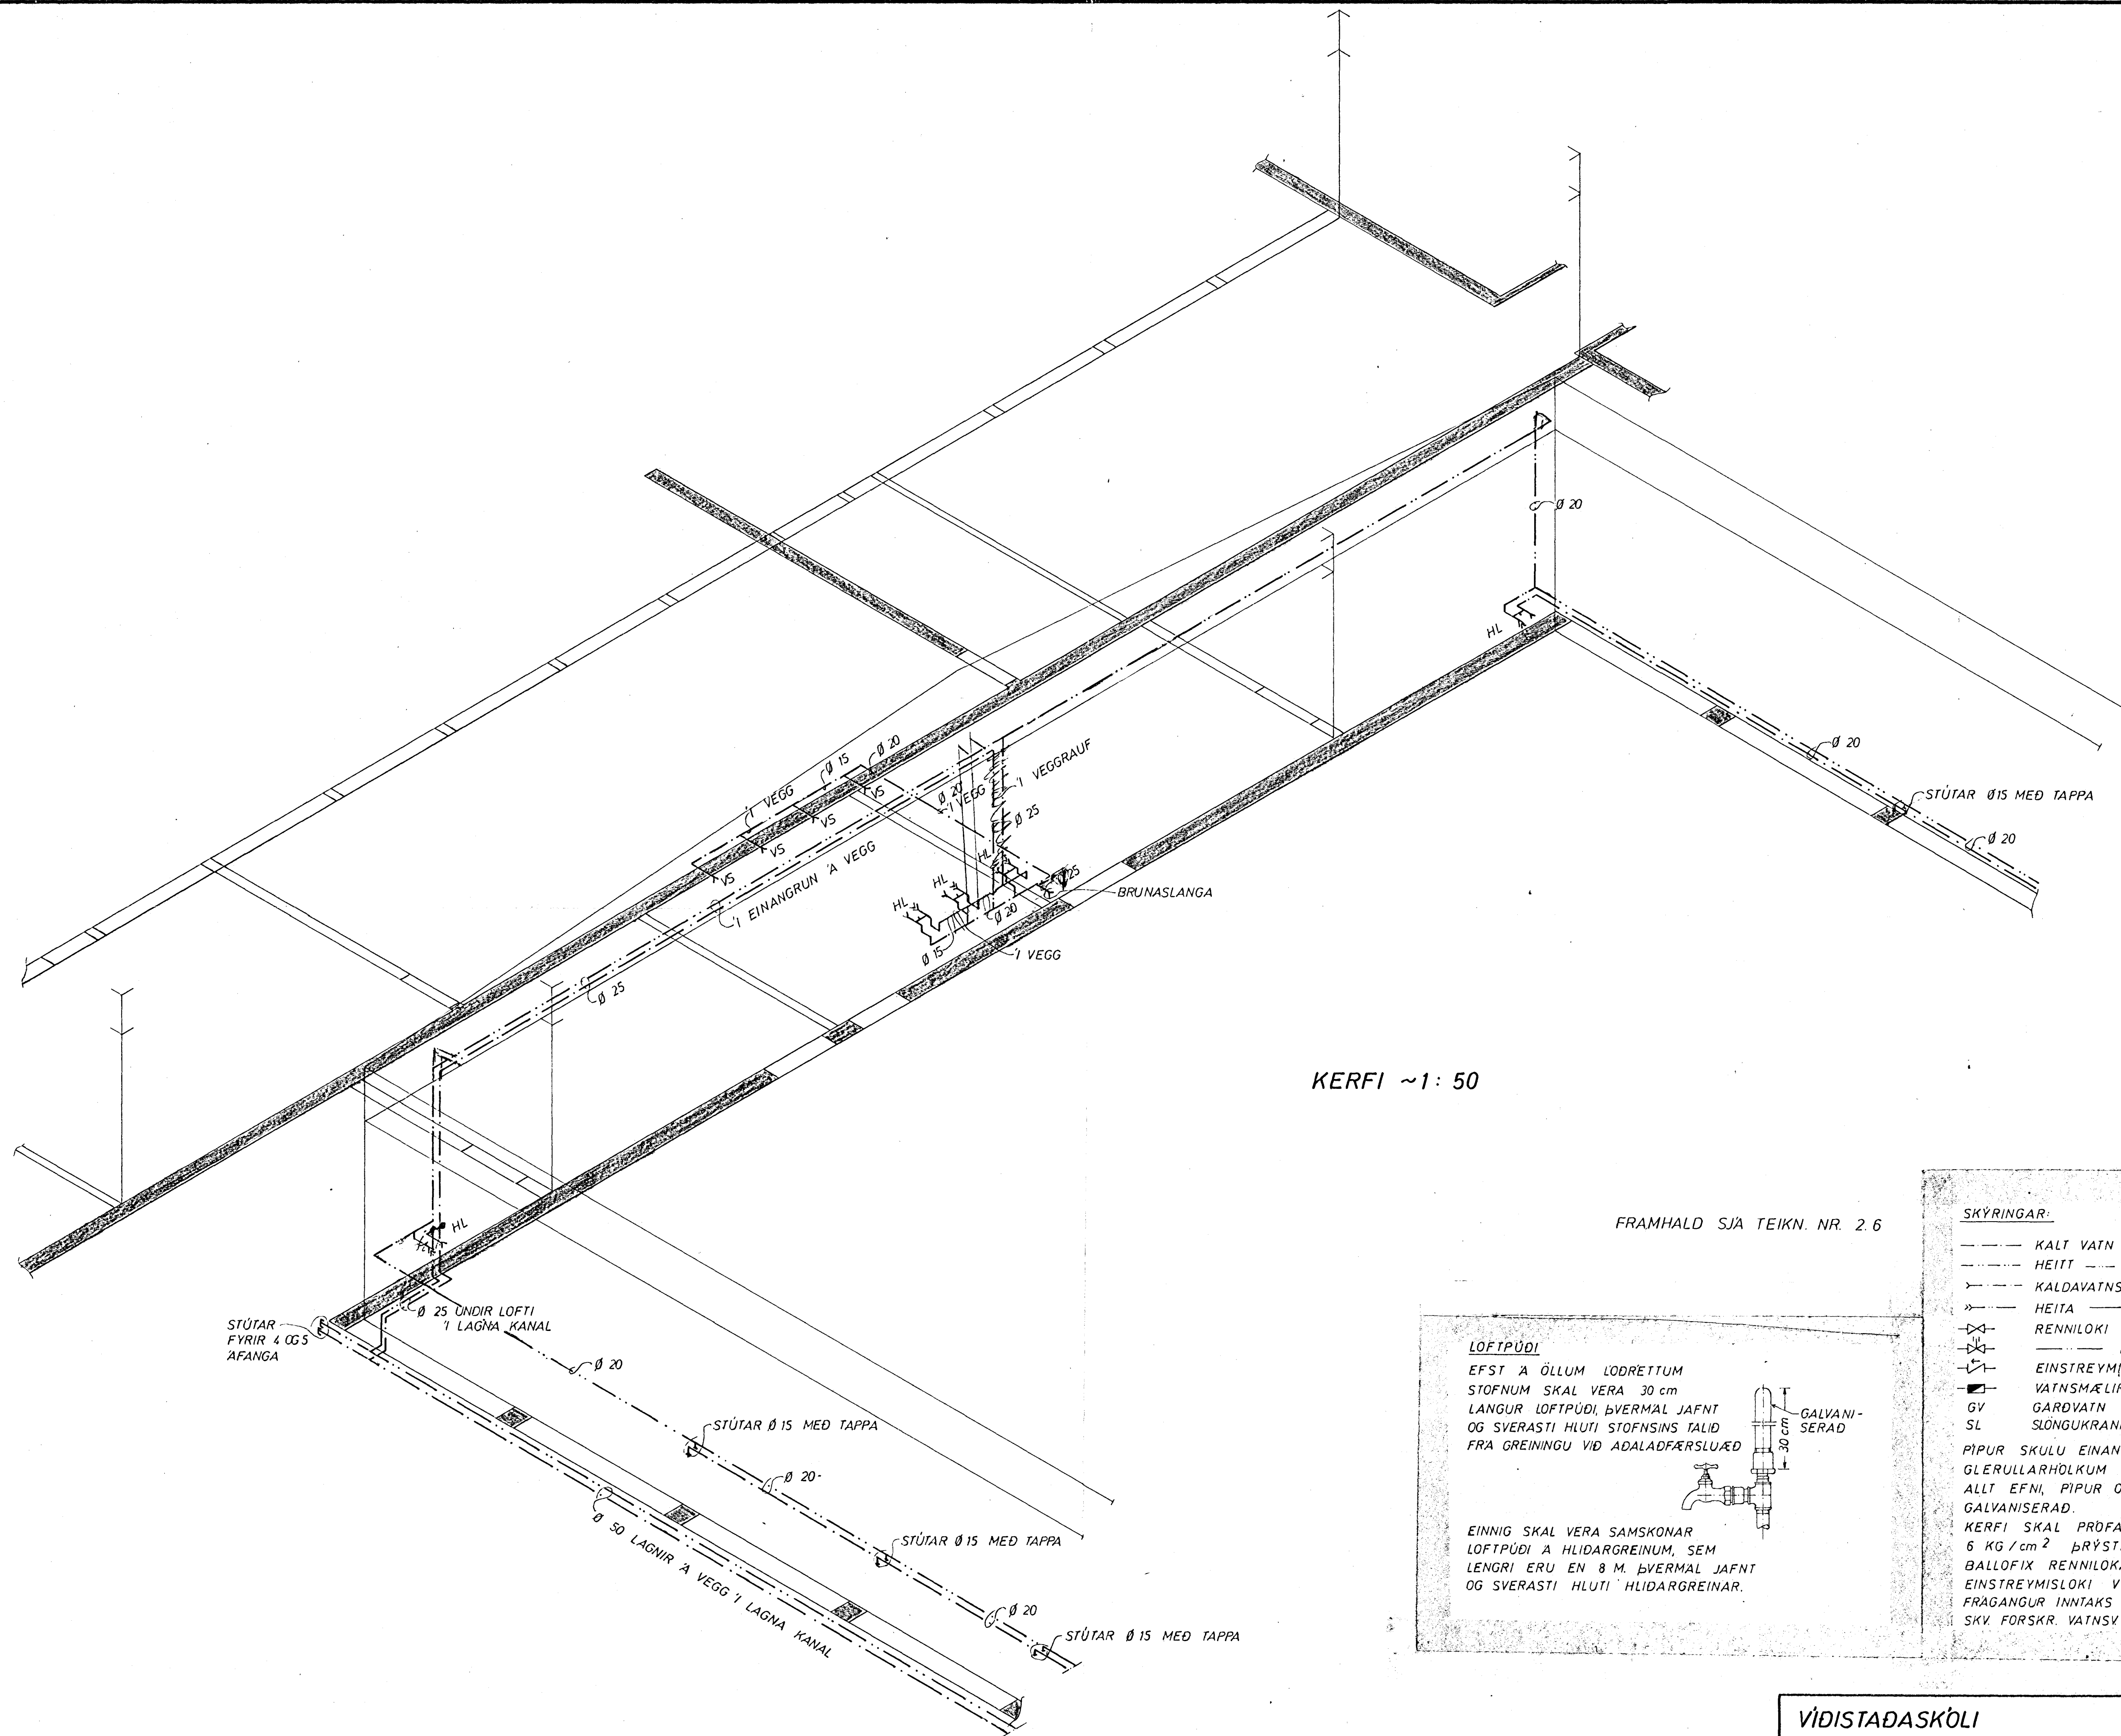 Ø 20
HL
Ø 20
STÚTAR Ø15 MEÐ TAPPA
Ø 20
Ø 20
Ø 15
Í VEGG
VS
VS
VS
VS
Ø 20
Í VEGG
Í VEGGRAUF
Ø 25
HL
HL
HL
Ø 25
BRUNASLANGA
Ø 20
Ø 15
Í VEGG
Í EINANGRUN Á VEGG
Ø 25
HL
Ø 25 UNDIR LOFTI
Í LAGNA KANAL
STÚTAR
FYRIR 4 OG 5
ÁFANGA
Ø 20
STÚTAR Ø 15 MEÐ TAPPA
Ø 20
STÚTAR Ø 15 MEÐ TAPPA
Ø 20
STÚTAR Ø 15 MEÐ TAPPA
Ø 50 LAGNIR Á VEGG Í LAGNA KANAL
KERFI ~1: 50
FRAMHALD SJÁ TEIKN. NR. 2.6
LOFTPÚÐI
EFST Á ÖLLUM LÓÐRÉTTUM
STOFNUM SKAL VERA 30 cm
LANGUR LOFTPÚÐI, ÞVERMÁL JAFNT
OG SVERASTI HLUTI STOFNSINS TALIÐ
FRÁ GREININGU VIÐ AÐALAÐFÆRSLUÆÐ
GALVANI-
SERAÐ
30 cm
EINNIG SKAL VERA SAMSKONAR
LOFTPÚÐI Á HLIÐARGREINUM, SEM
LENGRI ERU EN 8 M. ÞVERMÁL JAFNT
OG SVERASTI HLUTI HLIÐARGREINAR.
SKÝRINGAR:
KALT VATN
HEITT
KALDAVATNS
HEITA
RENNILOKI
EINSTREYMI
VATNSMÆLIR
GV GARÐVATN
SL SLÖNGUKRANI
PÍPUR SKULU EINAN
GLERULLARHÓLKUM
ALLT EFNI, PÍPUR O
GALVANISERAÐ.
KERFI SKAL PRÓFA
6 KG / cm² ÞRÝST
BALLOFIX RENNILOKA
EINSTREYMISLOKI V
FRÁGANGUR INNTAKS
SKV. FORSKR. VATNSV
VÍÐISTAÐASKÓLI